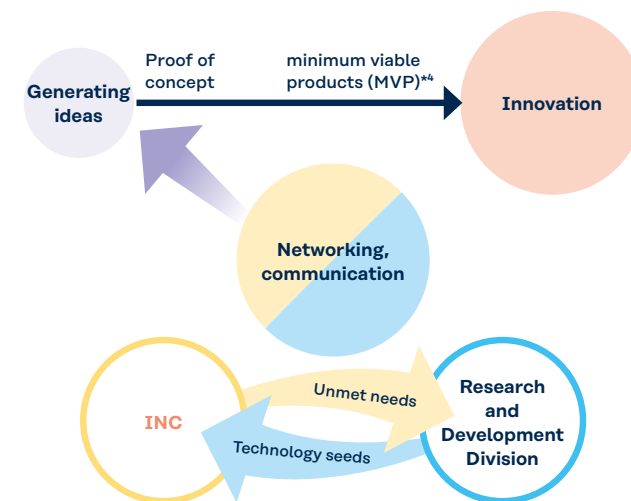 Generating
ideas
Proof of
concept
minimum viable
products (MVP)*4
Innovation
Networking,
communication
INC
Unmet needs
Technology seeds
Research
and
Development
Division